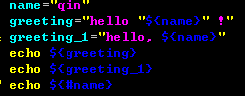 name="qin"
greeting="hello "${name}" !"
greeting_1="hello, ${name}"
echo ${greeting}
echo ${greeting_1}
echo ${#name}